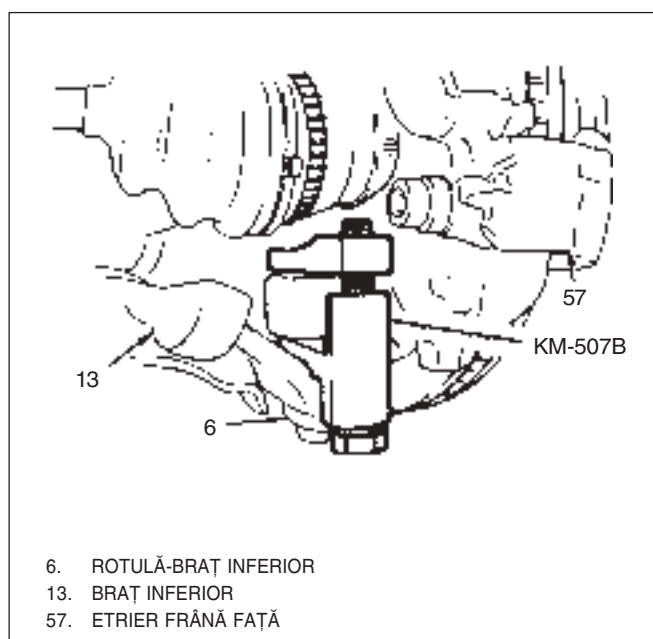 57
KM-507B
13
6
6. ROTULĂ-BRAȚ INFERIOR
13. BRAȚ INFERIOR
57. ETRIER FRÂNĂ FAȚĂ